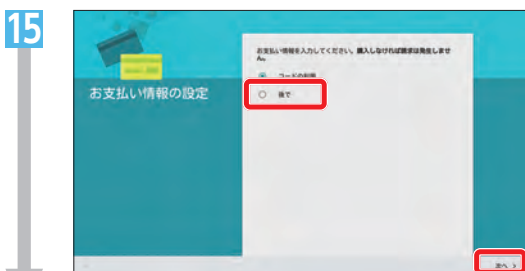 15
お支払い情報の設定
お支払い情報を入力してください。購入しなければ請求は発生しませ
ん。
コードの利用
後で
次へ